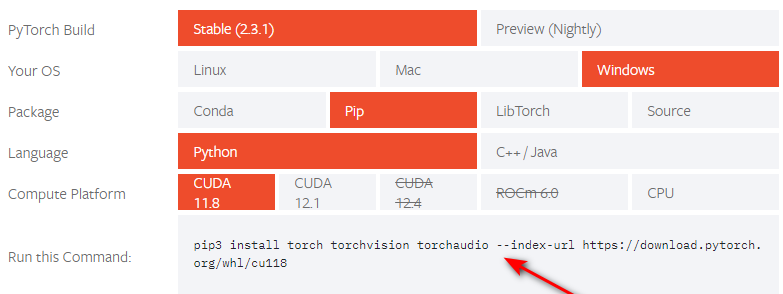 PyTorch Build Stable (2.3.1) Preview (Nightly)
Your OS Linux Mac Windows
Package Conda Pip LibTorch Source
Language Python C++ / Java
Compute Platform CUDA 11.8 CUDA 12.1 CUDA 12.4 ROCm 6.0 CPU
Run this Command: pip3 install torch torchvision torchaudio --index-url https://download.pytorch.
org/whl/cu118